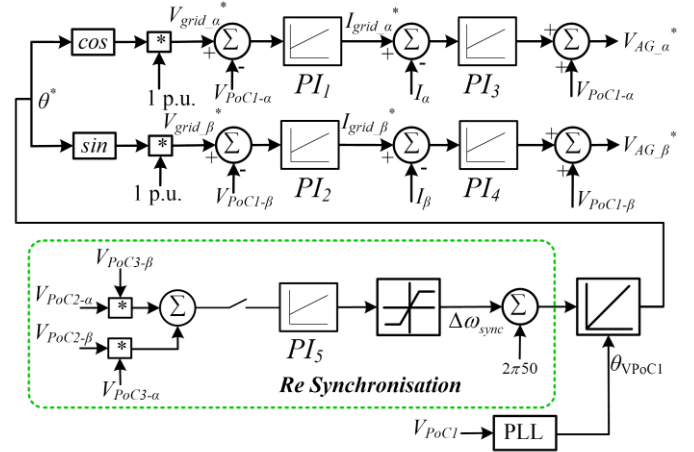 cos
*
1 p.u.
V_grid_α*
+
Σ
-
V_PoC1-α
PI₁
I_grid_α*
+
Σ
-
I_α
PI₃
+
Σ
+
V_PoC1-α
V_AG_α*
θ*
sin
*
1 p.u.
V_grid_β*
+
Σ
-
V_PoC1-β
PI₂
I_grid_β*
+
Σ
-
I_β
PI₄
+
Σ
+
V_PoC1-β
V_AG_β*
V_PoC3-β
V_PoC2-α
*
Σ
V_PoC2-β
*
V_PoC3-α
PI₅
Δω_sync
Σ
2π50
Re Synchronisation
θ_VPoC1
V_PoC1
PLL